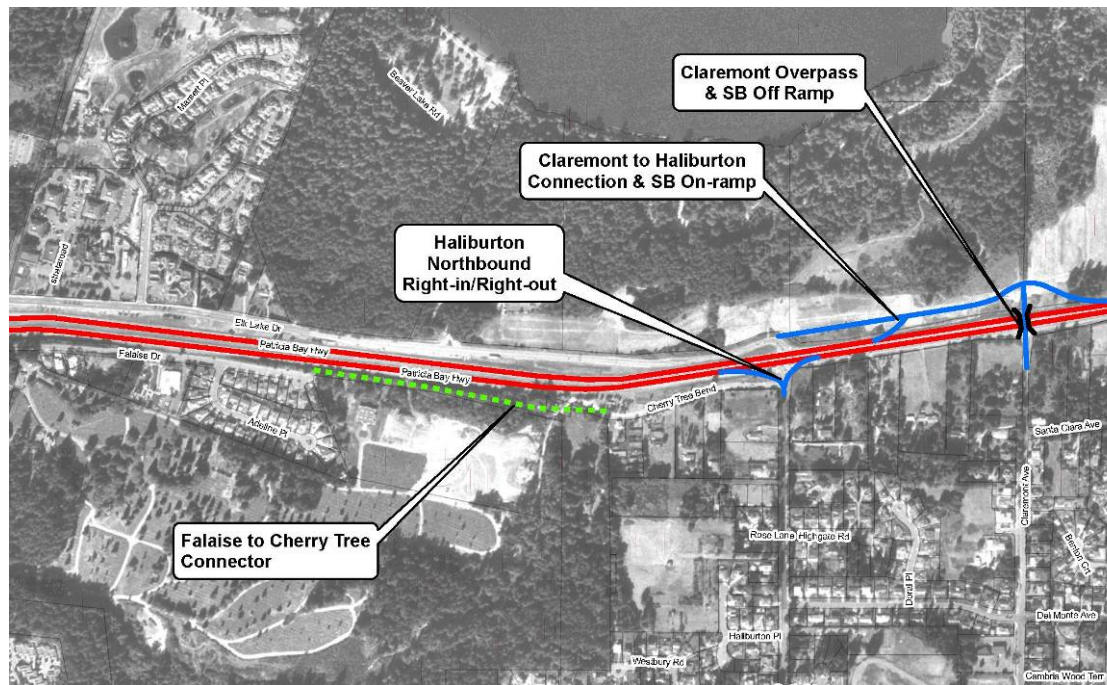 Claremont Overpass
& SB Off Ramp
Claremont to Haliburton
Connection & SB On-ramp
Haliburton
Northbound
Right-in/Right-out
Falaise to Cherry Tree
Connector
Beaver Lake Rd
Elk Lake Dr
Patricia Bay Hwy
Patricia Bay Hwy
Falaise Dr
Adeline Pl
Cherry Tree Bend
Santa Clara Ave
Claremont Ave
Rose Lane
Highgate Rd
Doral Pl
Benton Crt
Del Monte Ave
Haliburton Pl
Westbury Rd
Cambria Wood Terr